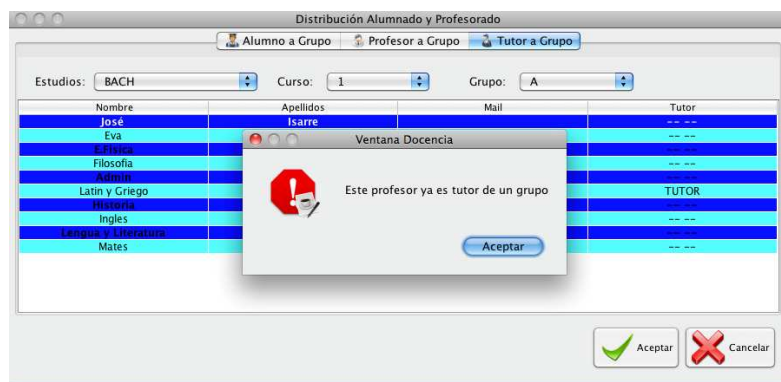 Distribución Alumnado y Profesorado
Alumno a Grupo Profesor a Grupo Tutor a Grupo
Estudios: BACH Curso: 1 Grupo: A
Nombre Apellidos Mail Tutor
José Isarre -- --
Eva -- --
E.Fisica -- --
Filosofia -- --
Admin -- --
Latin y Griego TUTOR
Historia -- --
Ingles -- --
Lengua y Literatura -- --
Mates -- --
Ventana Docencia
Este profesor ya es tutor de un grupo
Aceptar
Aceptar Cancelar